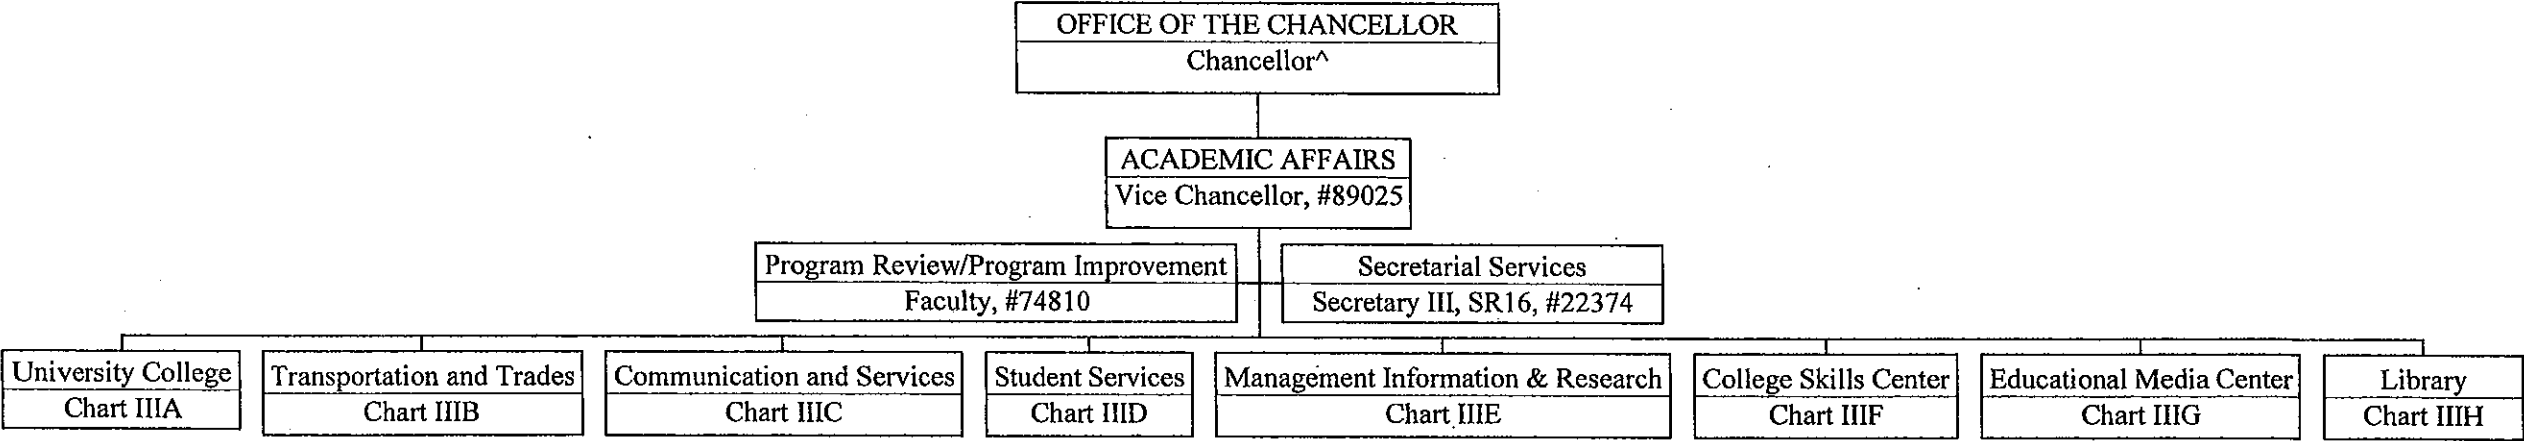 OFFICE OF THE CHANCELLOR
Chancellor^
ACADEMIC AFFAIRS
Vice Chancellor, #89025
Program Review/Program Improvement
Faculty, #74810
Secretarial Services
Secretary III, SR16, #22374
University College
Chart IIIA
Transportation and Trades
Chart IIIB
Communication and Services
Chart IIIC
Student Services
Chart IIID
Management Information & Research
Chart IIIE
College Skills Center
Chart IIIF
Educational Media Center
Chart IIIG
Library
Chart IIIH